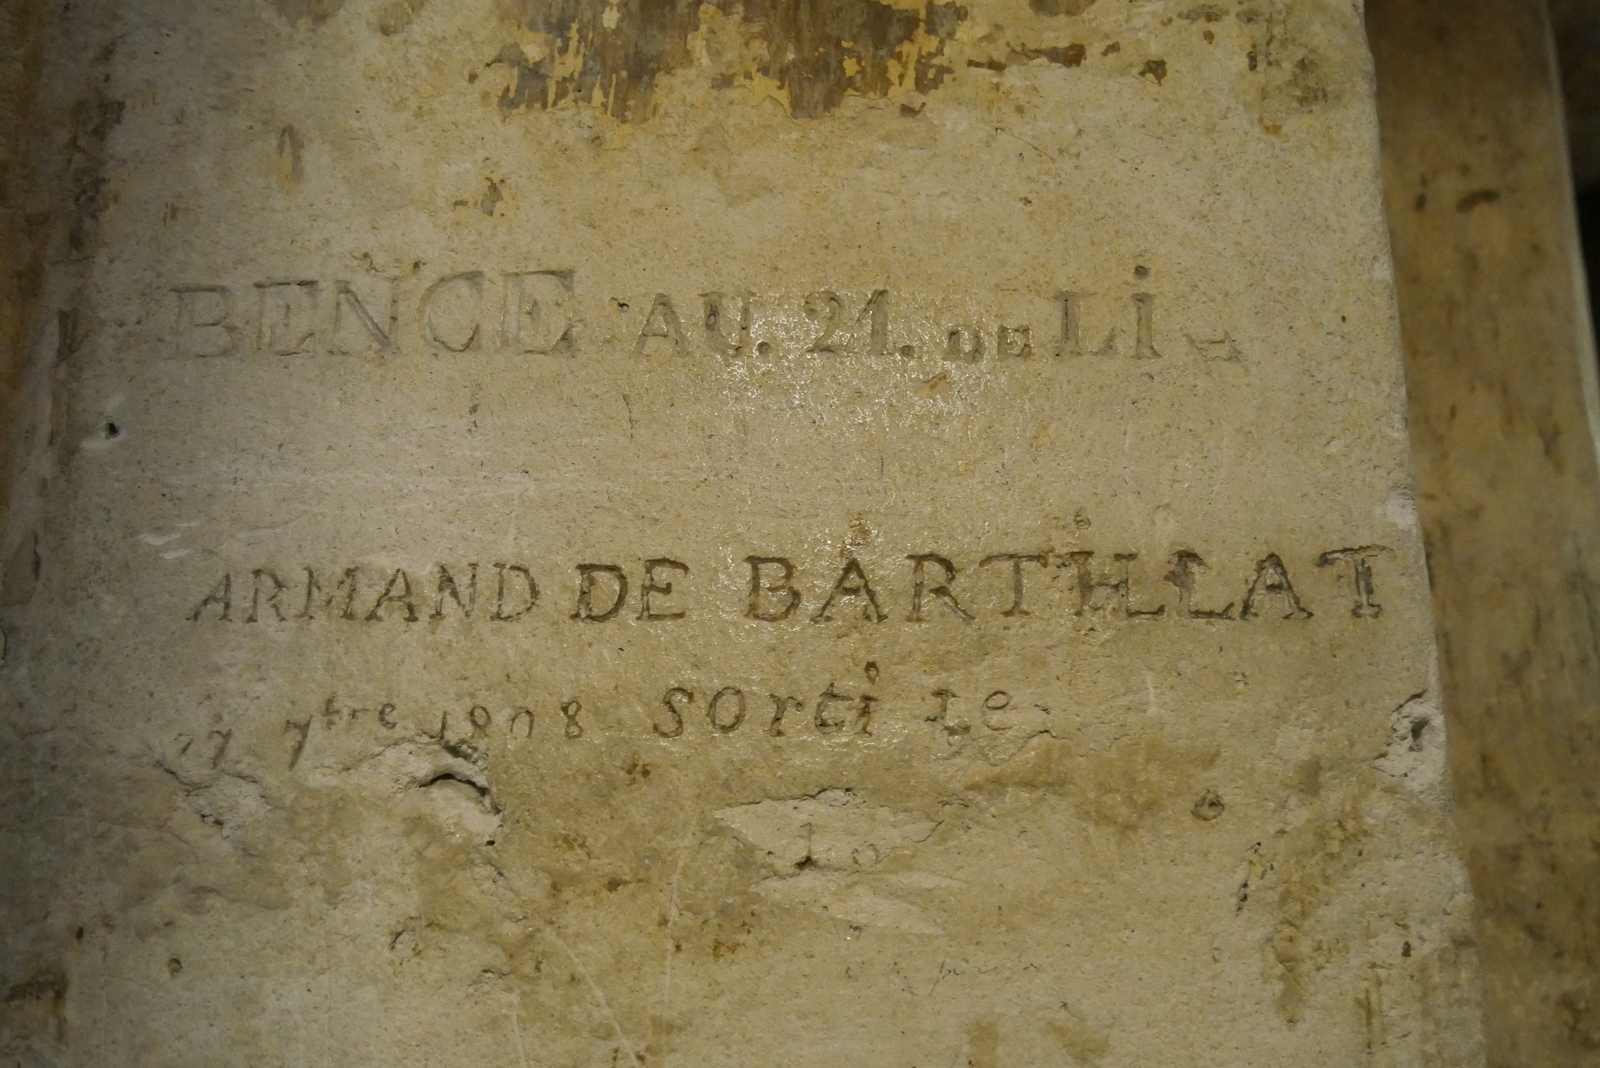 BENCE AU. 21. DE Li
ARMAND DE BARTHLAT
7bre 1808 sorti Le